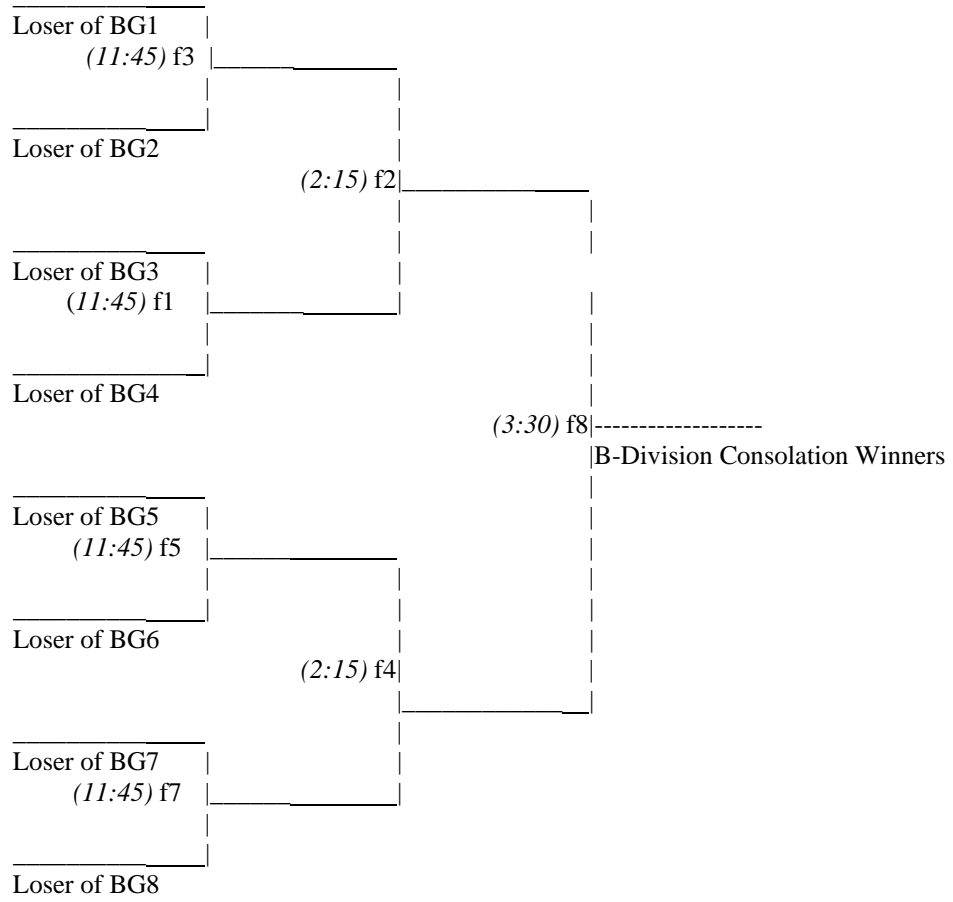 Loser of BG1
(11:45) f3
Loser of BG2
(2:15) f2
Loser of BG3
(11:45) f1
Loser of BG4
(3:30) f8
B-Division Consolation Winners
Loser of BG5
(11:45) f5
Loser of BG6
(2:15) f4
Loser of BG7
(11:45) f7
Loser of BG8